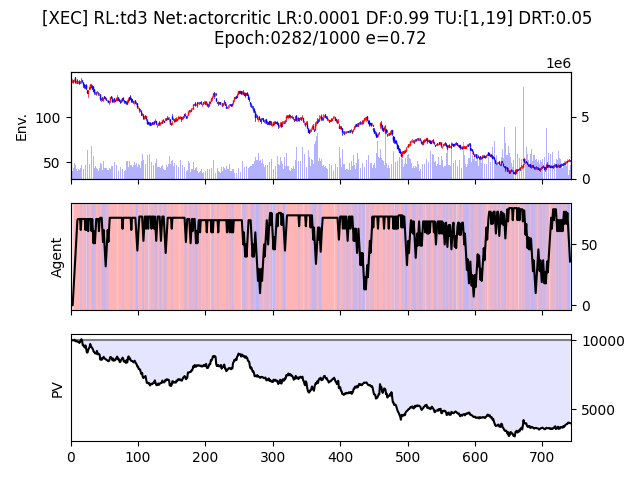 [XEC] RL:td3 Net:actorcritic LR:0.0001 DF:0.99 TU:[1,19] DRT:0.05
Epoch:0282/1000 e=0.72
1e6
Env.
100
50
5
0
Agent
50
0
PV
10000
5000
0 100 200 300 400 500 600 700